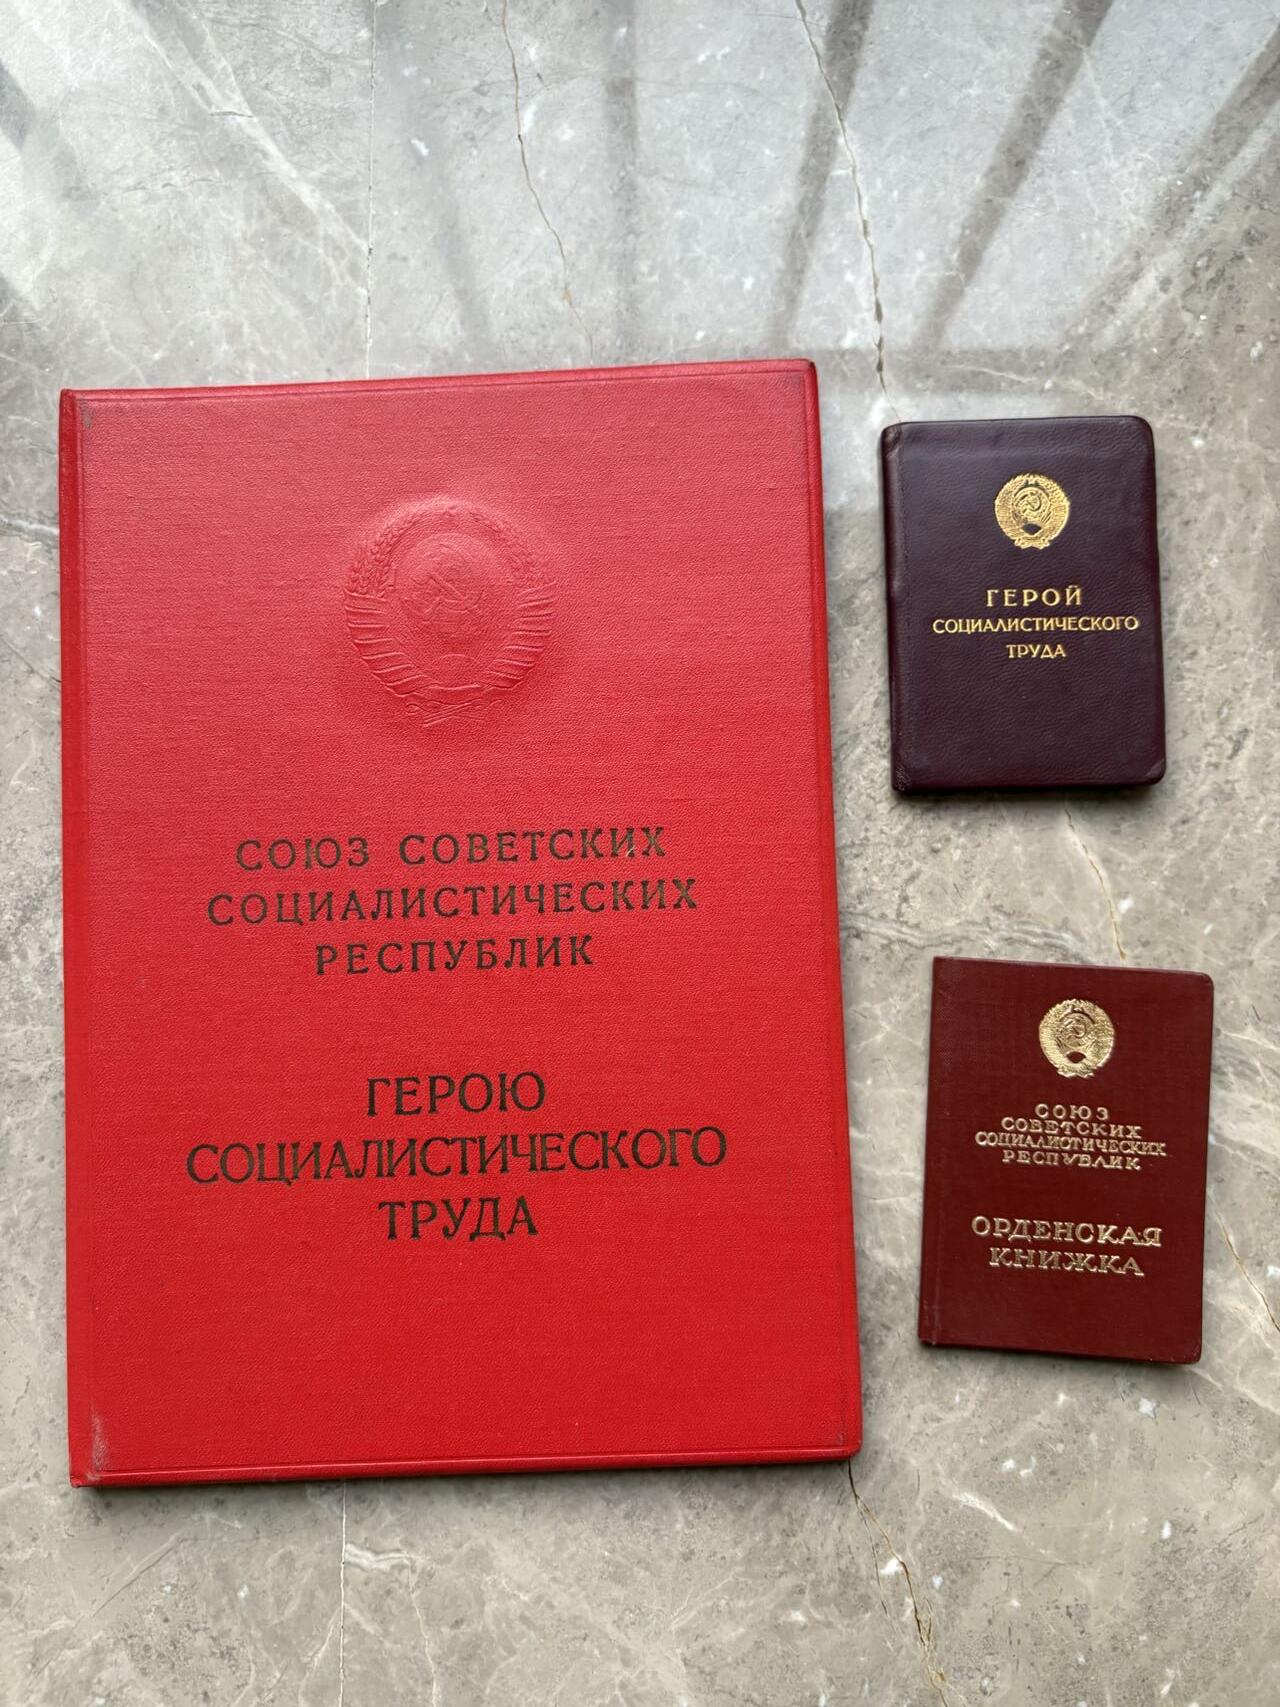 СОЮЗ СОВЕТСКИХ
СОЦИАЛИСТИЧЕСКИХ
РЕСПУБЛИК
ГЕРОЮ
СОЦИАЛИСТИЧЕСКОГО
ТРУДА
ГЕРОЙ
СОЦИАЛИСТИЧЕСКОГО
ТРУДА
СОЮЗ
СОВЕТСКИХ
СОЦИАЛИСТИЧЕСКИХ
РЕСПУБЛИК
ОРДЕНСКАЯ
КНИЖКА